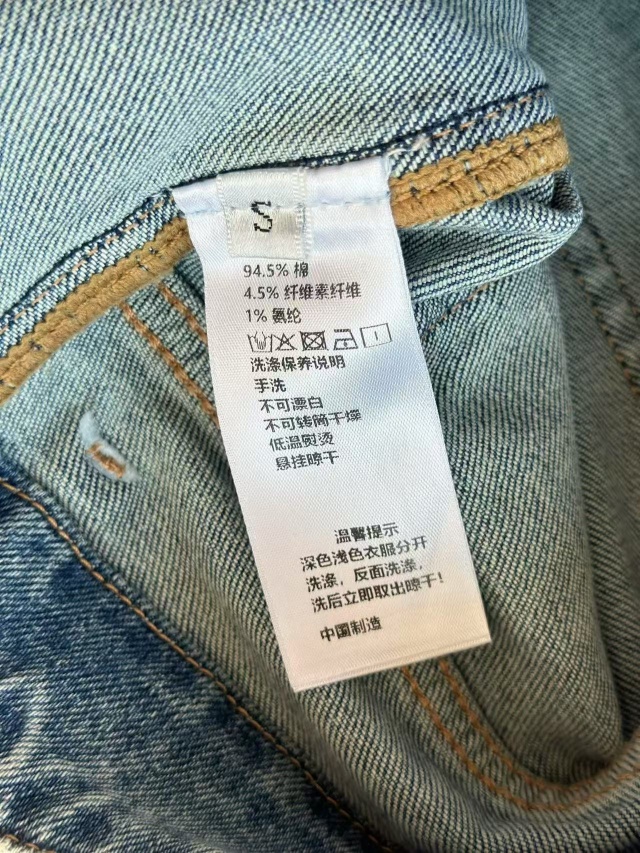 S
94.5% 棉
4.5% 纤维素纤维
1% 氨纶
洗涤保养说明
手洗
不可漂白
不可转筒干燥
低温熨烫
悬挂晾干
温馨提示
深色浅色衣服分开
洗涤，反面洗涤，
洗后立即取出晾干！
中国制造